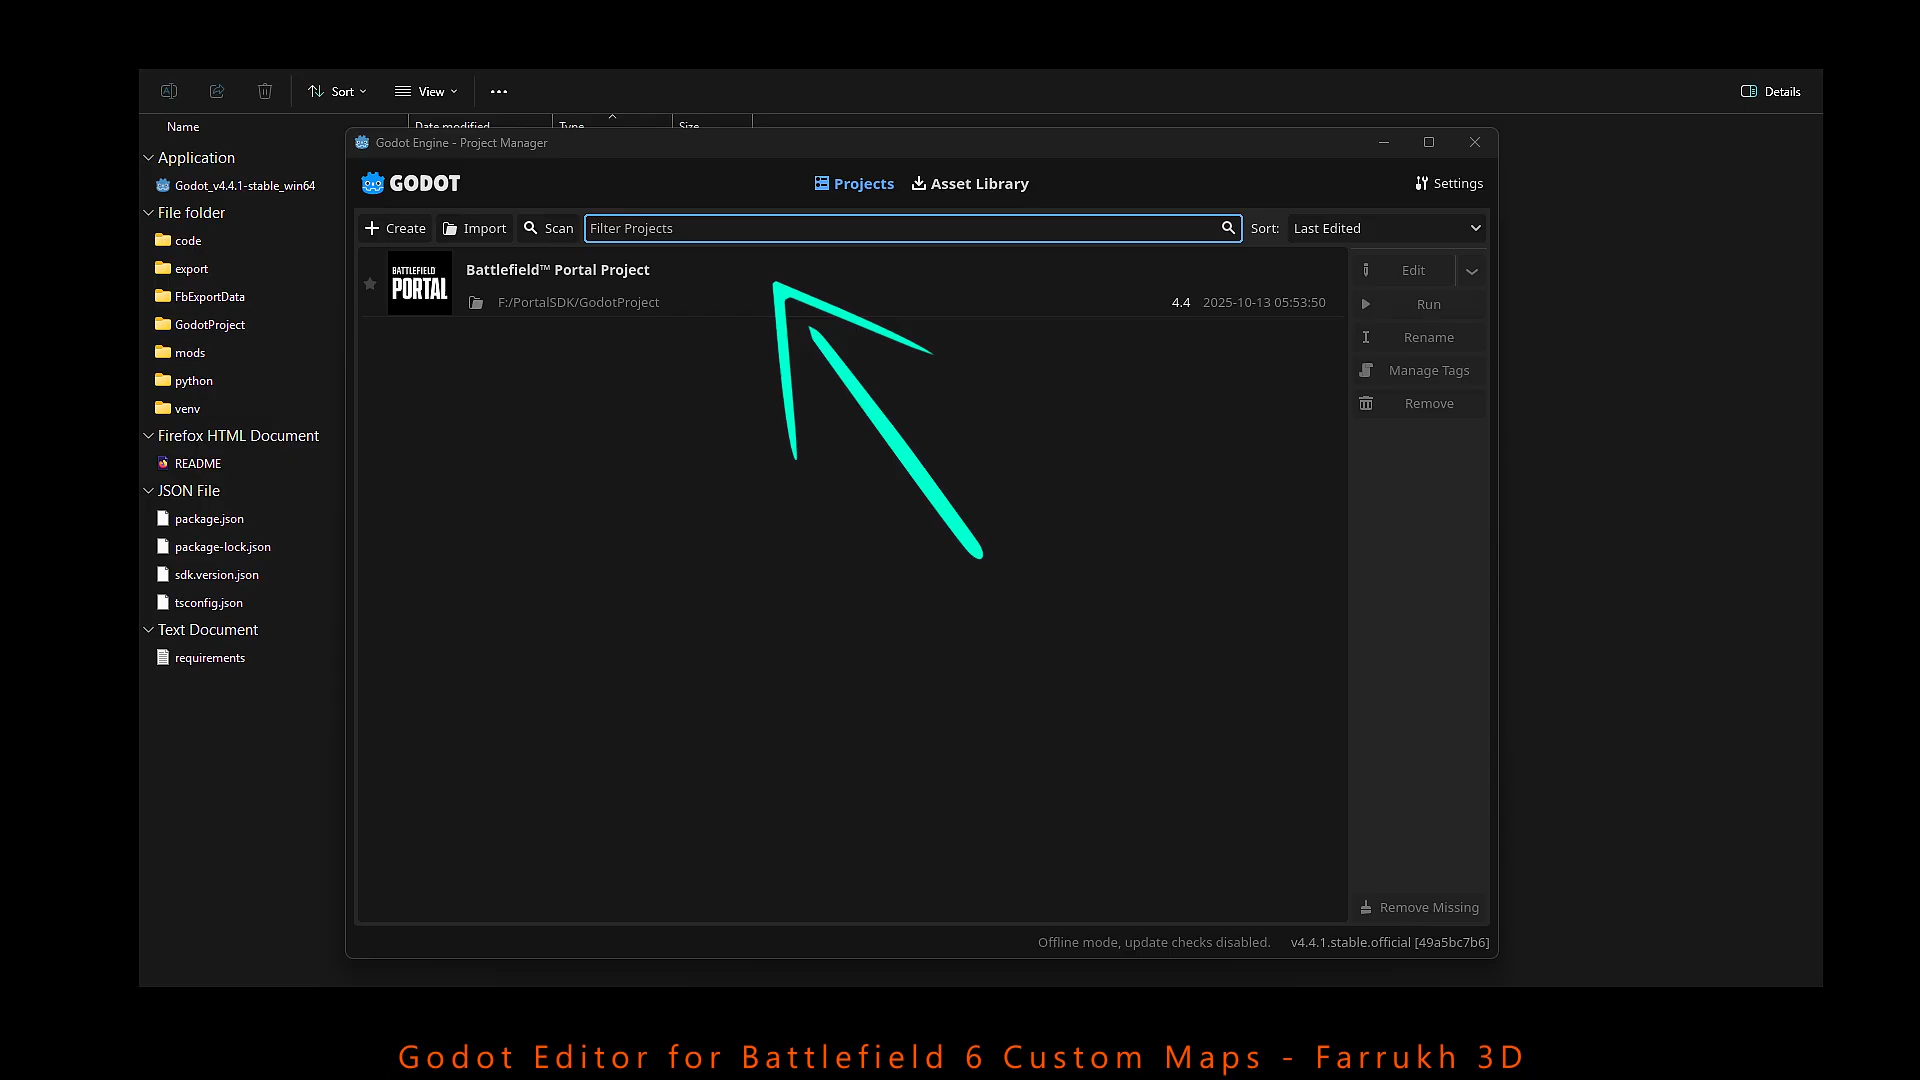 Sort
View
Details
Name
Date modified
Type
Size
Application
Godot_v4.4.1-stable_win64
File folder
code
export
FbExportData
GodotProject
mods
python
venv
Firefox HTML Document
README
JSON File
package.json
package-lock.json
sdk.version.json
tsconfig.json
Text Document
requirements
Godot Engine - Project Manager
GODOT
Projects
Asset Library
Settings
Create
Import
Scan
Filter Projects
Sort:
Last Edited
BATTLEFIELD
PORTAL
Battlefield™ Portal Project
F:/PortalSDK/GodotProject
4.4
2025-10-13 05:53:50
Edit
Run
Rename
Manage Tags
Remove
Remove Missing
Offline mode, update checks disabled.
v4.4.1.stable.official [49a5bc7b6]
Godot Editor for Battlefield 6 Custom Maps - Farrukh 3D